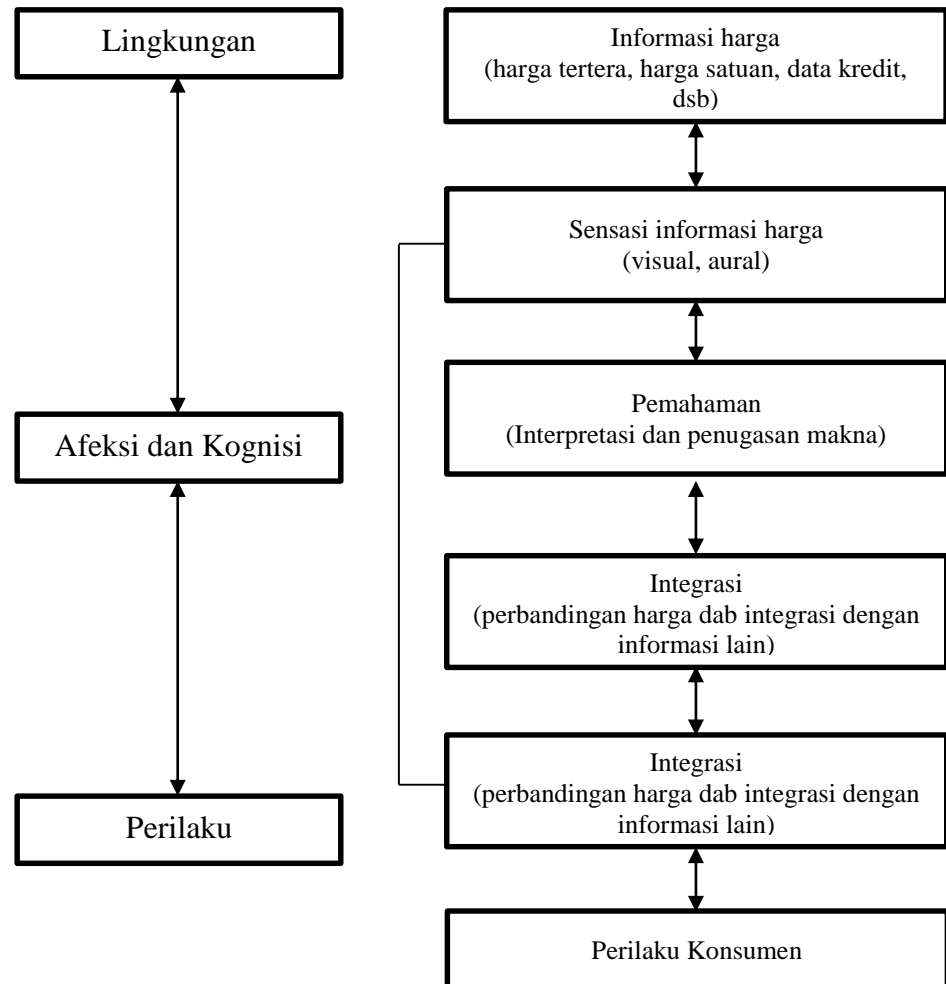 Lingkungan
Afeksi dan Kognisi
Perilaku
Informasi harga
(harga tertera, harga satuan, data kredit,
dsb)
Sensasi informasi harga
(visual, aural)
Pemahaman
(Interpretasi dan penugasan makna)
Integrasi
(perbandingan harga dab integrasi dengan
informasi lain)
Integrasi
(perbandingan harga dab integrasi dengan
informasi lain)
Perilaku Konsumen